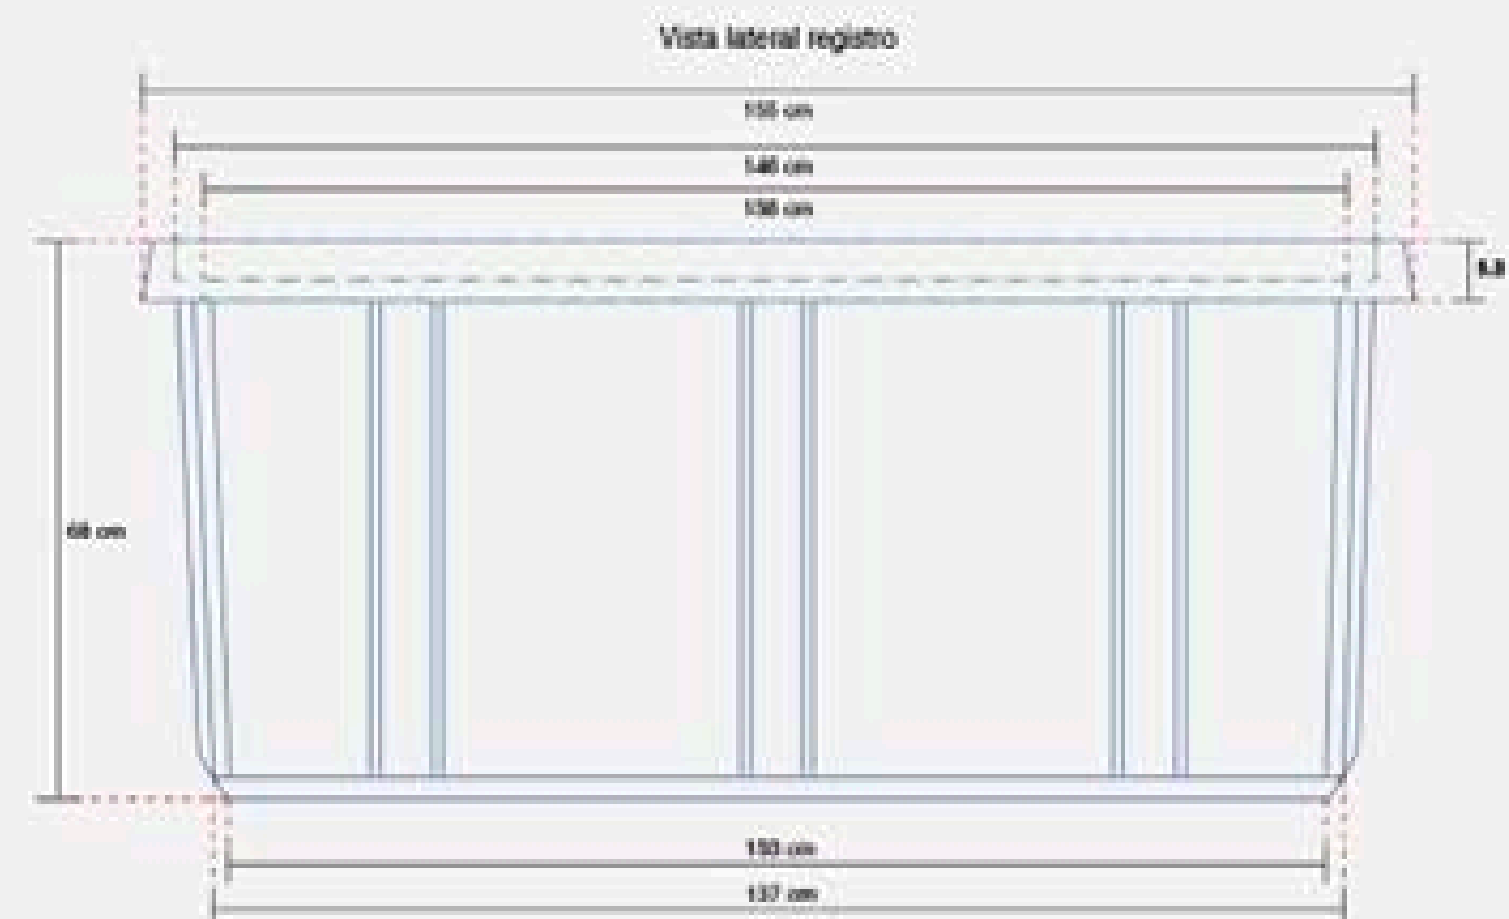 Vista lateral registro
155 cm
146 cm
cm
68 cm
cm
137 cm